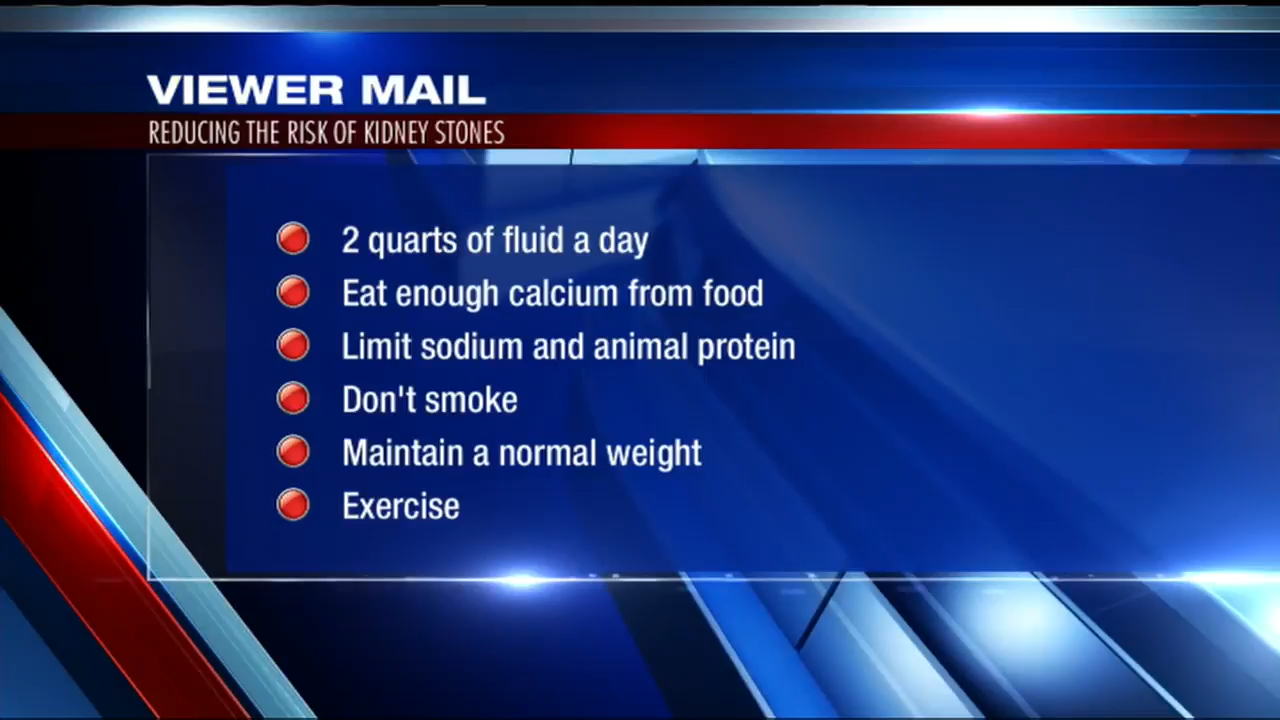 VIEWER MAIL
REDUCING THE RISK OF KIDNEY STONES
2 quarts of fluid a day
Eat enough calcium from food
Limit sodium and animal protein
Don't smoke
Maintain a normal weight
Exercise